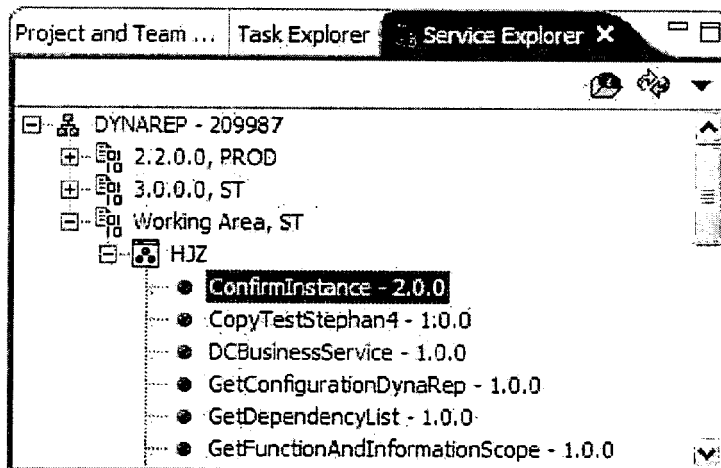 Project and Team ... Task Explorer Service Explorer
DYNAREP - 209987
2.2.0.0, PROD
3.0.0.0, ST
Working Area, ST
HJZ
ConfirmInstance - 2.0.0
CopyTestStephan4 - 1.0.0
DCBusinessService - 1.0.0
GetConfigurationDynaRep - 1.0.0
GetDependencyList - 1.0.0
GetFunctionAndInformationScope - 1.0.0